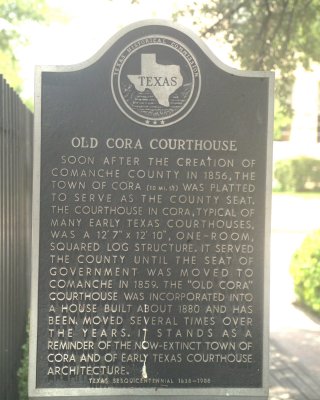 TEXAS HISTORICAL COMMISSION
TEXAS
OLD CORA COURTHOUSE
SOON AFTER THE CREATION OF
COMANCHE COUNTY IN 1856, THE
TOWN OF CORA WAS PLATTED
TO SERVE AS THE COUNTY SEAT.
THE COURTHOUSE IN CORA, TYPICAL OF
MANY EARLY TEXAS COURTHOUSES,
WAS A 12' 7" X 12' 10", ONE-ROOM,
SQUARED LOG STRUCTURE. IT SERVED
THE COUNTY UNTIL THE SEAT OF
GOVERNMENT WAS MOVED TO
COMANCHE IN 1859. THE "OLD CORA"
COURTHOUSE WAS INCORPORATED INTO
A HOUSE BUILT ABOUT 1880 AND HAS
BEEN MOVED SEVERAL TIMES OVER
THE YEARS. IT STANDS AS A
REMINDER OF THE NOW-EXTINCT TOWN OF
CORA AND OF EARLY TEXAS COURTHOUSE
ARCHITECTURE.
TEXAS SESQUICENTENNIAL 1836-1986